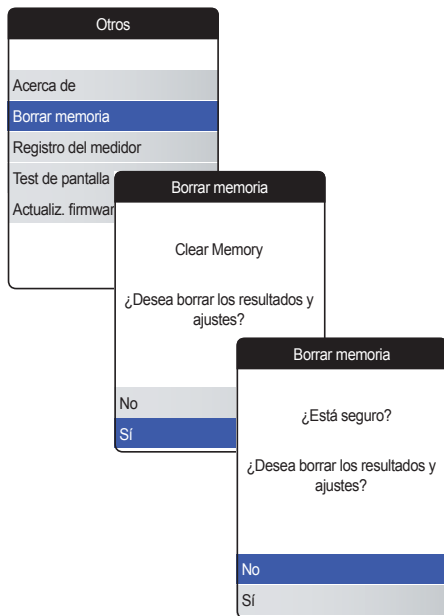 Otros
Acerca de
Borrar memoria
Registro del medidor
Test de pantalla
Actualiz. firmwar
Borrar memoria
Clear Memory
¿Desea borrar los resultados y
ajustes?
No
Sí
Borrar memoria
¿Está seguro?
¿Desea borrar los resultados y
ajustes?
No
Sí